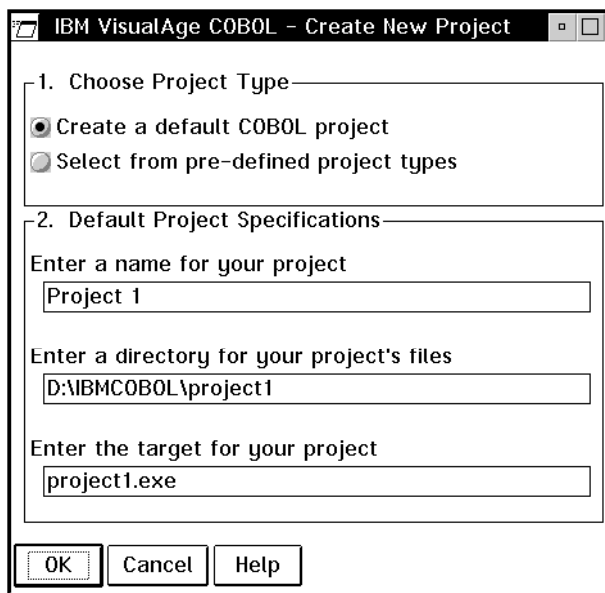 IBM VisualAge COBOL - Create New Project
1. Choose Project Type
Create a default COBOL project
Select from pre-defined project types
2. Default Project Specifications
Enter a name for your project
Project 1
Enter a directory for your project's files
D:\IBMCOBOL\project1
Enter the target for your project
project1.exe
OK Cancel Help